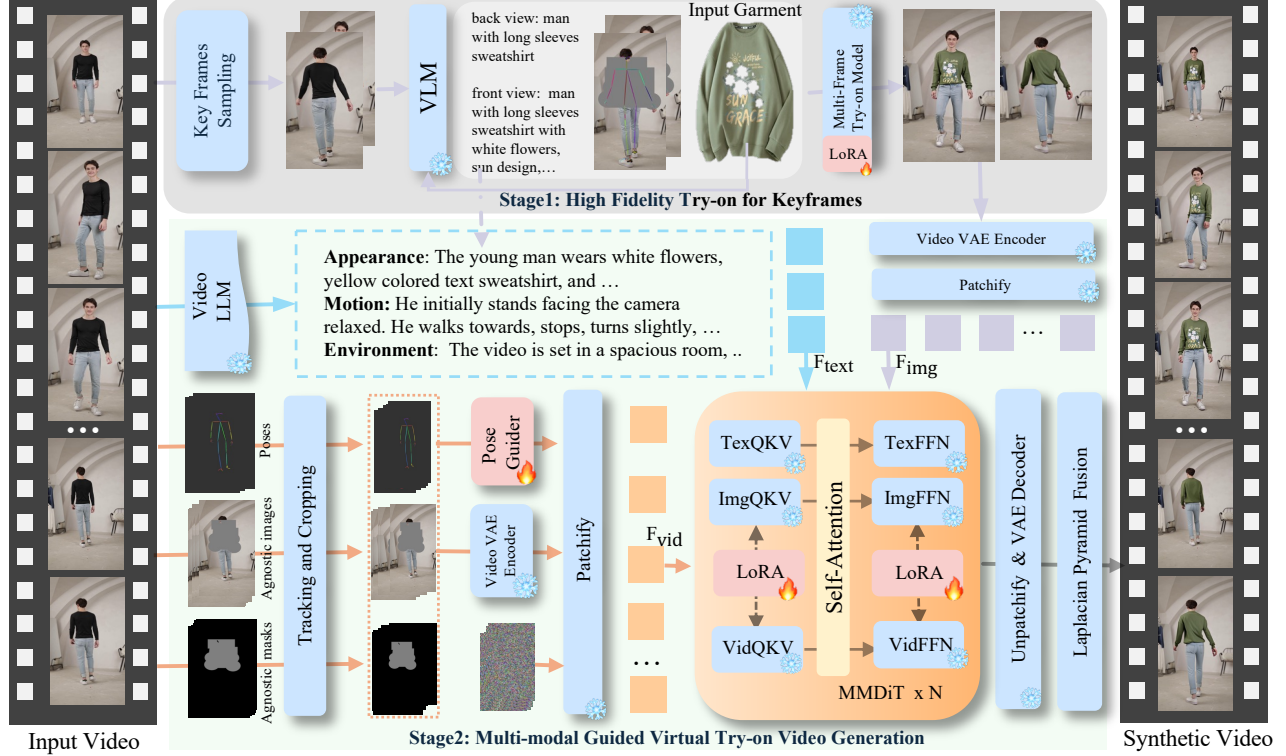 Key Frames
Sampling
VLM
back view: man
with long sleeves
sweatshirt
front view: man
with long sleeves
sweatshirt with
white flowers,
sun design,…
Input Garment
SUN
GRACE
Multi-Frame
Try-on Model
LoRA
Stage1: High Fidelity Try-on for Keyframes
Video
LLM
Appearance: The young man wears white flowers,
yellow colored text sweatshirt, and …
Motion: He initially stands facing the camera
relaxed. He walks towards, stops, turns slightly, …
Environment: The video is set in a spacious room, ..
Video VAE Encoder
Patchify
...
F_text
F_img
Poses
Agnostic images
Agnostic masks
Tracking and Cropping
Pose
Guider
Video VAE
Encoder
Patchify
F_vid
...
TexQKV
TexFFN
ImgQKV
ImgFFN
Self-Attention
LoRA
LoRA
VidQKV
VidFFN
MMDiT x N
Unpatchify & VAE Decoder
Laplacian Pyramid Fusion
Stage2: Multi-modal Guided Virtual Try-on Video Generation
Input Video
Synthetic Video